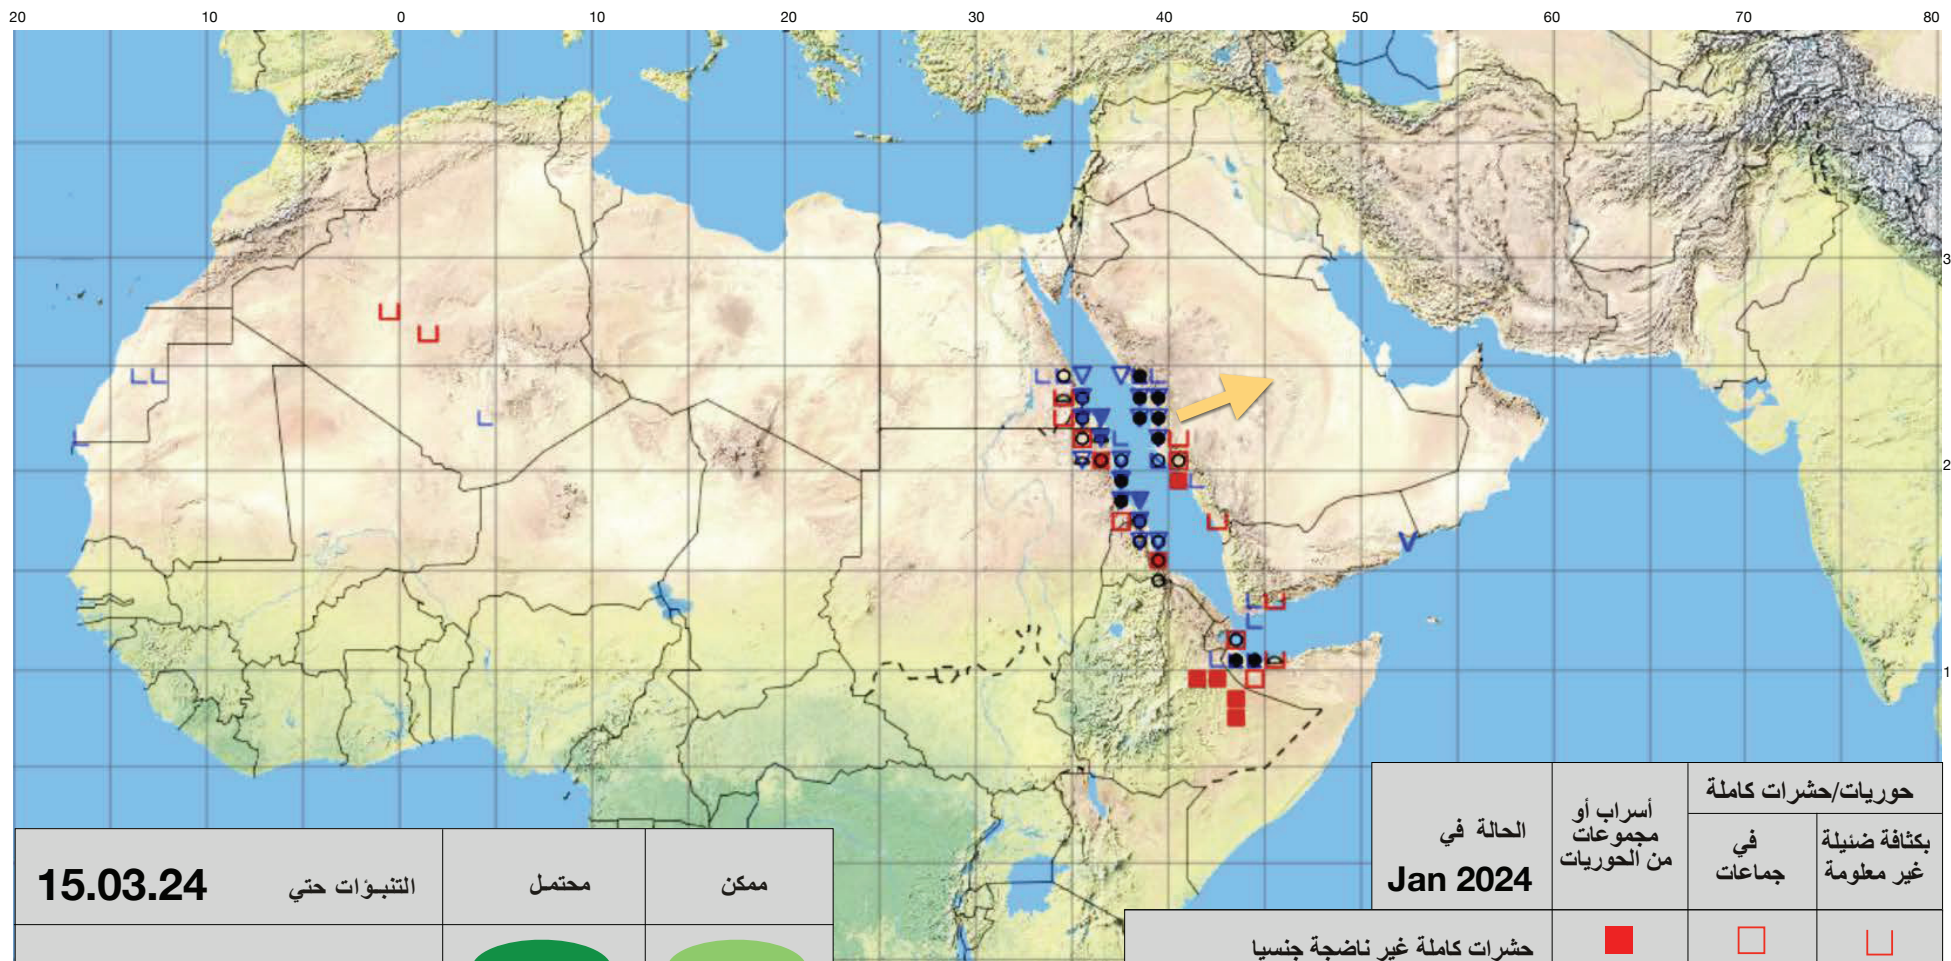 20 10 0 10 20 30 40 50 60 70 80
3
2
1
15.03.24 التنبـؤات حتي
محتمـل
ممكن
الحالة في
Jan 2024
أسراب أو
مجموعات
من الحوريات
حوريات/حشرات كاملة
في
جماعات
بكثافة ضئيلة
غير معلومة
حشرات كاملة غير ناضجة جنسيا